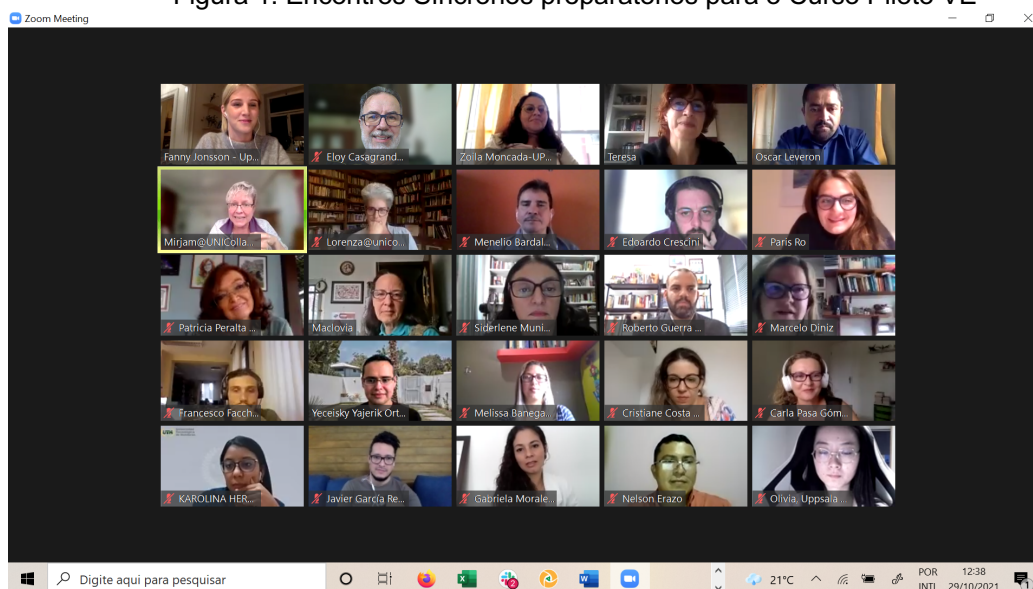 Figura 1: Encontros Síncronos preparatórios para o Curso Piloto VE
Zoom Meeting
Fanny Jonsson - Up...
Eloy Casagrand...
Zoila Moncada-UP...
Teresa
Oscar Leveron
Mirjam@UNIColla...
Lorenza@unico...
Menelio Bardal...
Edoardo Crescini
Paris Ro
Patricia Peralta ...
Maclovia
Siderlene Muni...
Roberto Guerra ...
Marcelo Diniz
Francesco Facch...
Yeceisky Yajerik Ort...
Melissa Banega...
Cristiane Costa ...
Carla Pasa Góm...
KAROLINA HER...
Javier García Re...
Gabriela Morale...
Nelson Erazo
Olivia, Uppsala ...
Digite aqui para pesquisar
2
21°C
POR
INTL
12:38
29/10/2021
1